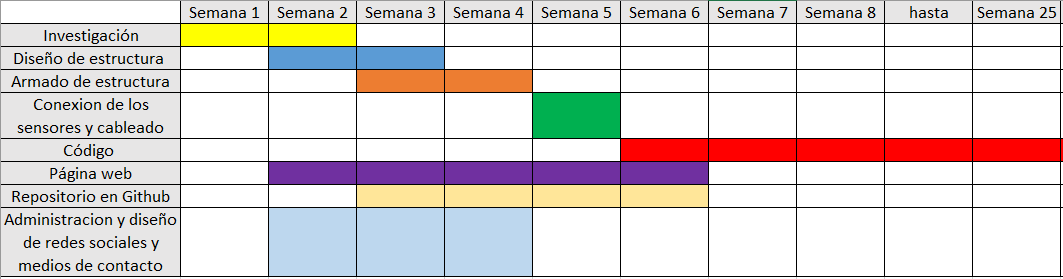 Semana 1 Semana 2 Semana 3 Semana 4 Semana 5 Semana 6 Semana 7 Semana 8 hasta Semana 25
Investigación
Diseño de estructura
Armado de estructura
Conexion de los
sensores y cableado
Código
Página web
Repositorio en Github
Administracion y diseño
de redes sociales y
medios de contacto